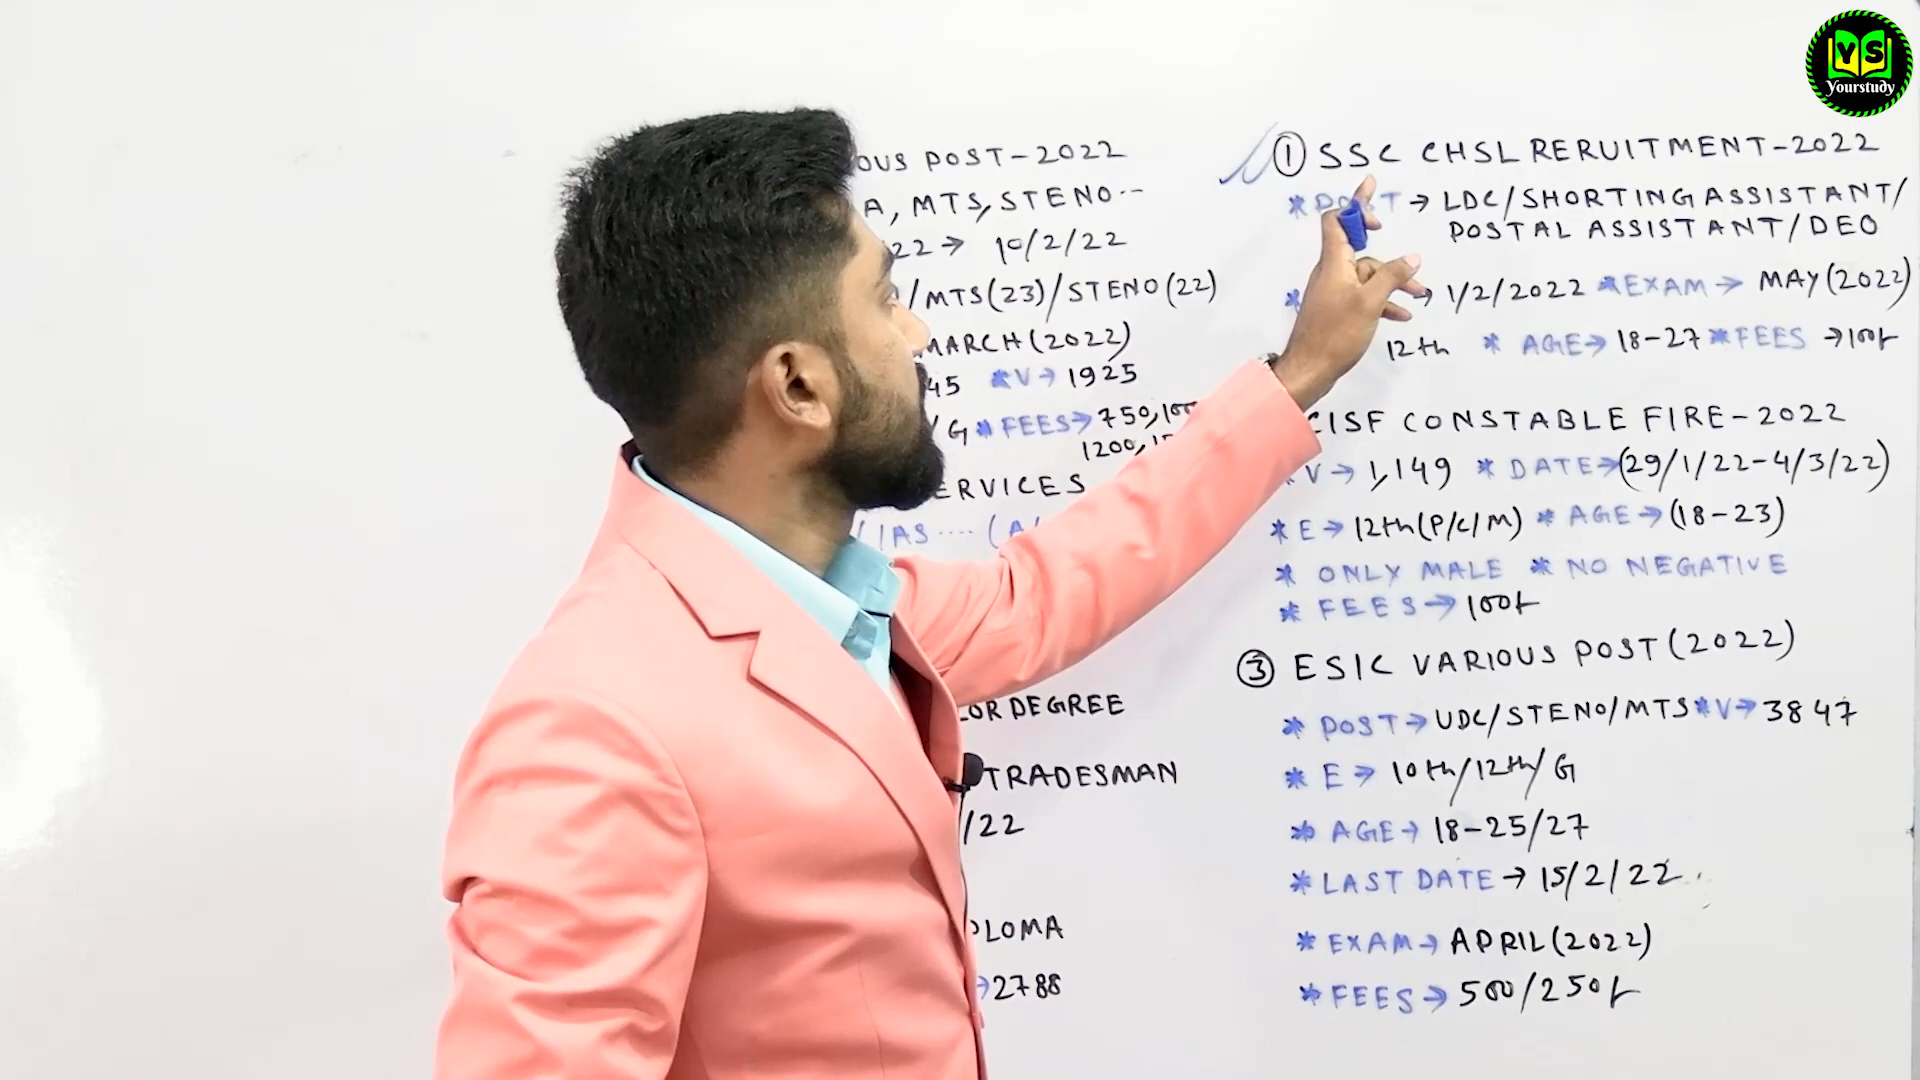 YS
Yourstudy
POST-2022
A, MTS, STENO--
22 → 10/2/22
/MTS(23)/STENO(22)
MARCH(2022)
45 *V→ 1925
/G * FEES→ 750,100
1200,
ERVICES
/IAS.... (A/
OR DEGREE
TRADESMAN
/22
PLOMA
→2788
① SSC CHSL RERUITMENT-2022
*POST → LDC/SHORTING ASSISTANT/
POSTAL ASSISTANT/DEO
* → 1/2/2022 *EXAM→ MAY(2022)
12th * AGE→ 18-27 *FEES →100/-
CISF CONSTABLE FIRE-2022
V→ 1,149 * DATE→(29/1/22-4/3/22)
* E→ 12th(P/C/M) * AGE→(18-23)
* ONLY MALE * NO NEGATIVE
* FEES→ 100/-
③ ESIC VARIOUS POST(2022)
* POST→ UDC/STENO/MTS *V→ 3847
* E→ 10th/12th/G
* AGE→ 18-25/27
*LAST DATE→ 15/2/22.
* EXAM→ APRIL(2022)
*FEES→ 500/250/-